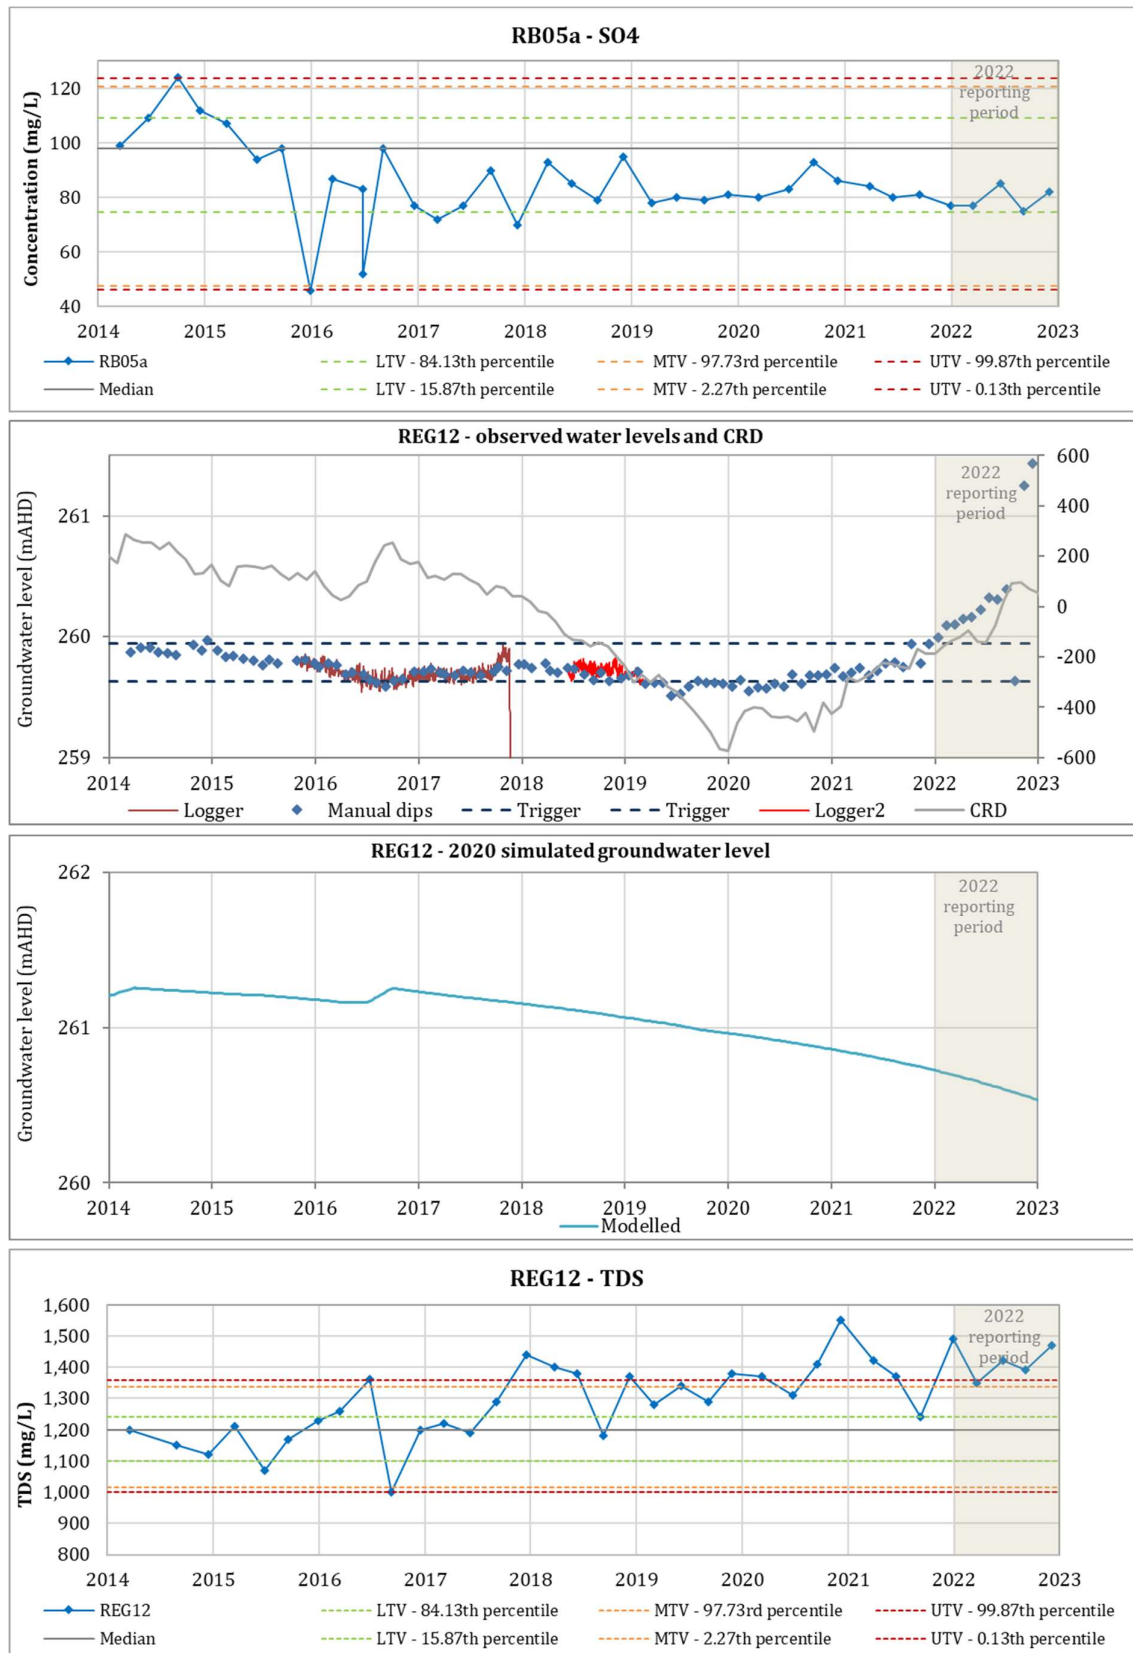 RB05a - SO4
Concentration (mg/L)
120
100
80
60
40
2022
reporting
period
2014 2015 2016 2017 2018 2019 2020 2021 2022 2023
RB05a LTV - 84.13th percentile MTV - 97.73rd percentile UTV - 99.87th percentile
Median LTV - 15.87th percentile MTV - 2.27th percentile UTV - 0.13th percentile
REG12 - observed water levels and CRD
Groundwater level (mAHD)
261
260
259
600
400
200
0
-200
-400
-600
2022
reporting
period
2014 2015 2016 2017 2018 2019 2020 2021 2022 2023
Logger Manual dips Trigger Trigger Logger2 CRD
REG12 - 2020 simulated groundwater level
Groundwater level (mAHD)
262
261
260
2022
reporting
period
2014 2015 2016 2017 2018 2019 2020 2021 2022 2023
Modelled
REG12 - TDS
TDS (mg/L)
1,600
1,500
1,400
1,300
1,200
1,100
1,000
900
800
2022
reporting
period
2014 2015 2016 2017 2018 2019 2020 2021 2022 2023
REG12 LTV - 84.13th percentile MTV - 97.73rd percentile UTV - 99.87th percentile
Median LTV - 15.87th percentile MTV - 2.27th percentile UTV - 0.13th percentile